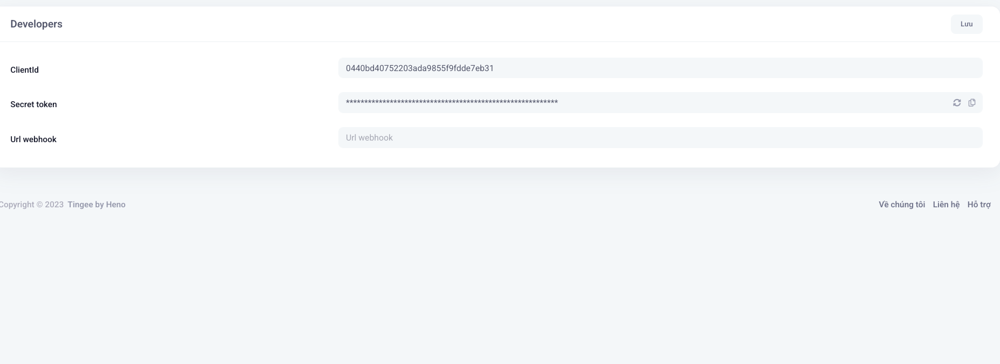 Developers
Lưu
ClientId
0440bd40752203ada9855f9fdde7eb31
Secret token
**********************************************************
Url webhook
Url webhook
Copyright © 2023 Tingee by Heno
Về chúng tôi Liên hệ Hỗ trợ